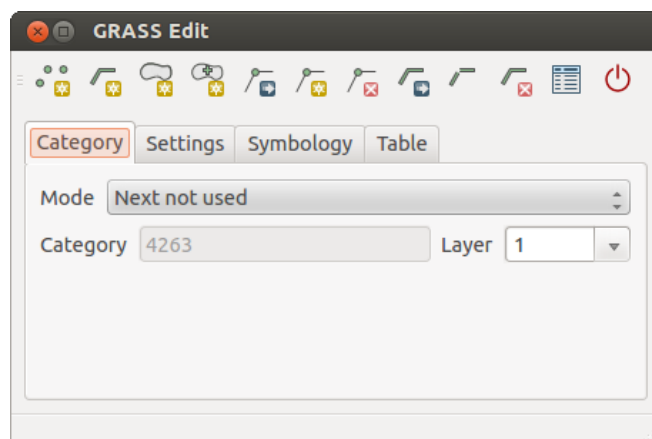 GRASS Edit
Category Settings Symbology Table
Mode Next not used
Category 4263 Layer 1